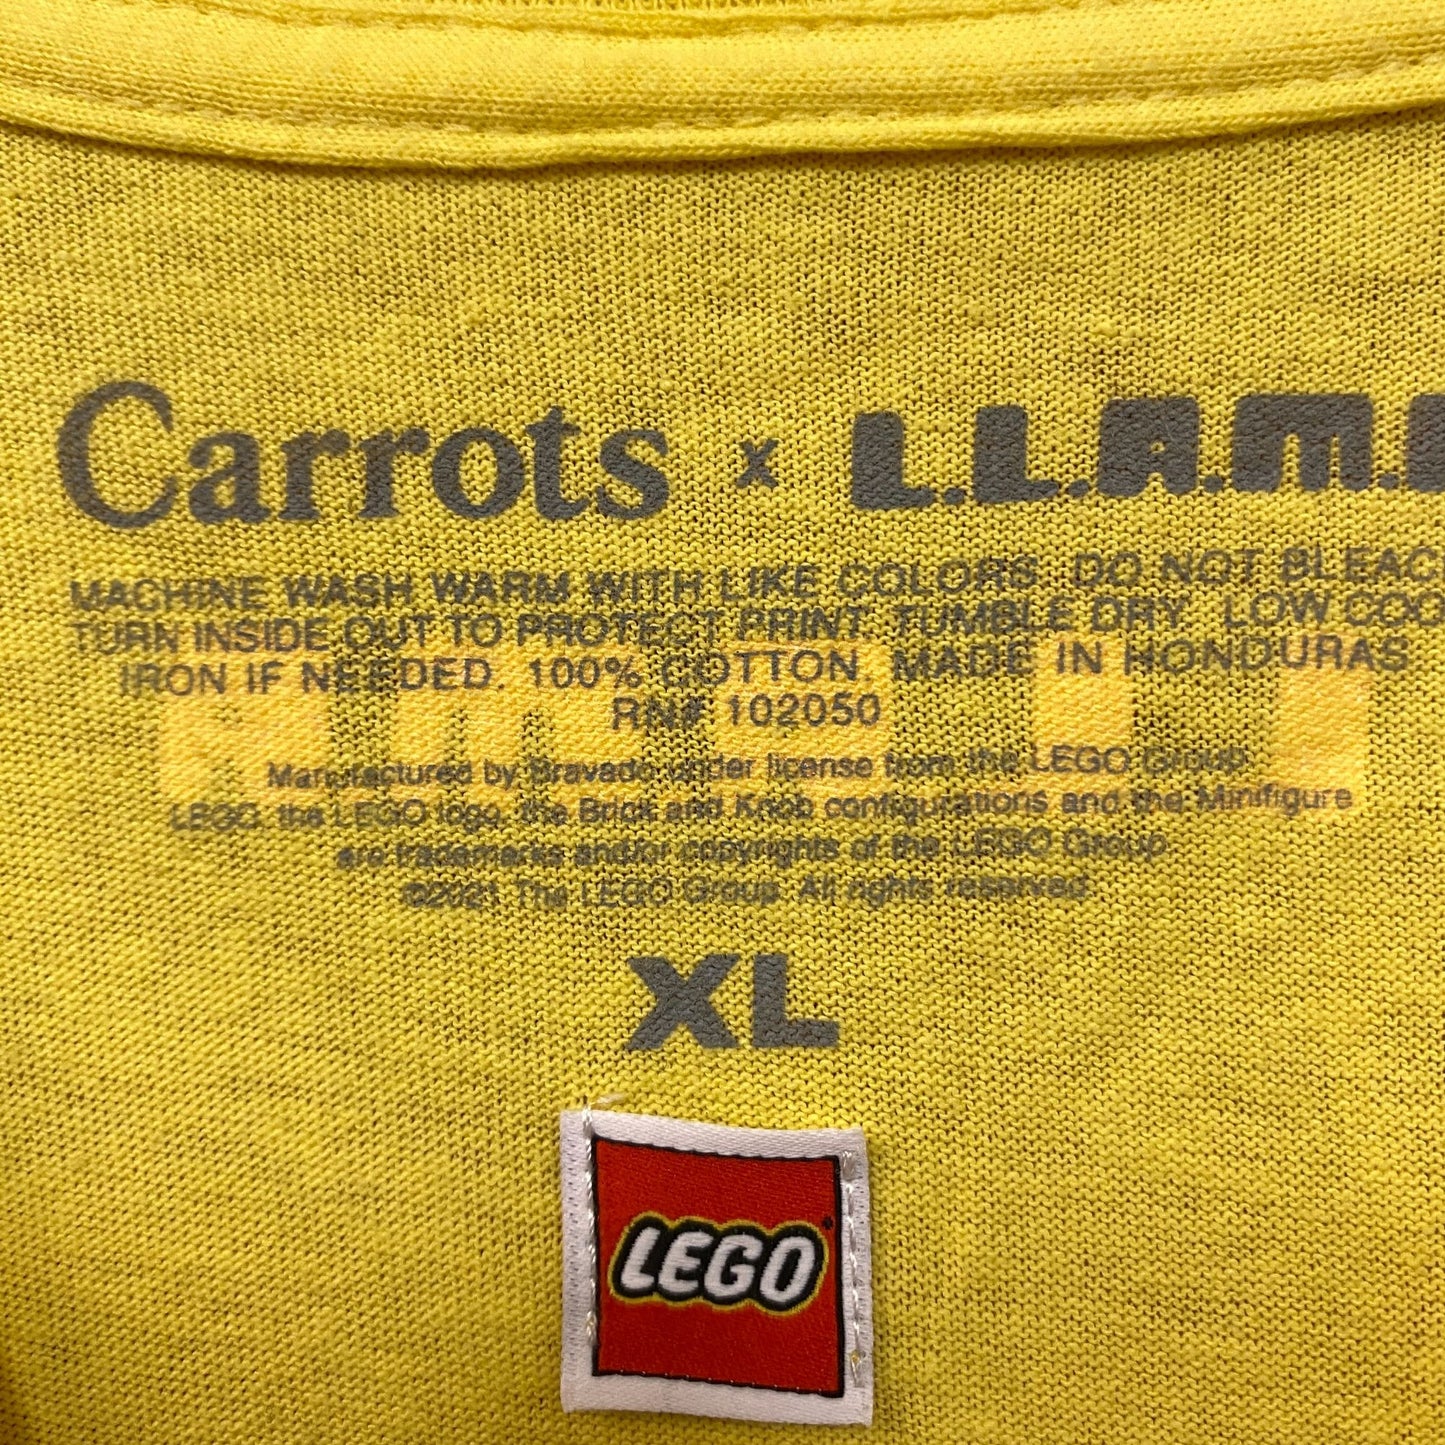 Carrots x L.L.A.M.
MACHINE WASH WARM WITH LIKE COLORS. DO NOT BLEAC
TURN INSIDE OUT TO PROTECT PRINT. TUMBLE DRY LOW COO
IRON IF NEEDED. 100% COTTON. MADE IN HONDURAS
RN# 102050
Manufactured by Bravado under license from the LEGO Group.
LEGO, the LEGO logo, the Brick and Knob configurations and the Minifigure
are trademarks and/or copyrights of the LEGO Group.
©2021 The LEGO Group. All rights reserved.
XL
LEGO®